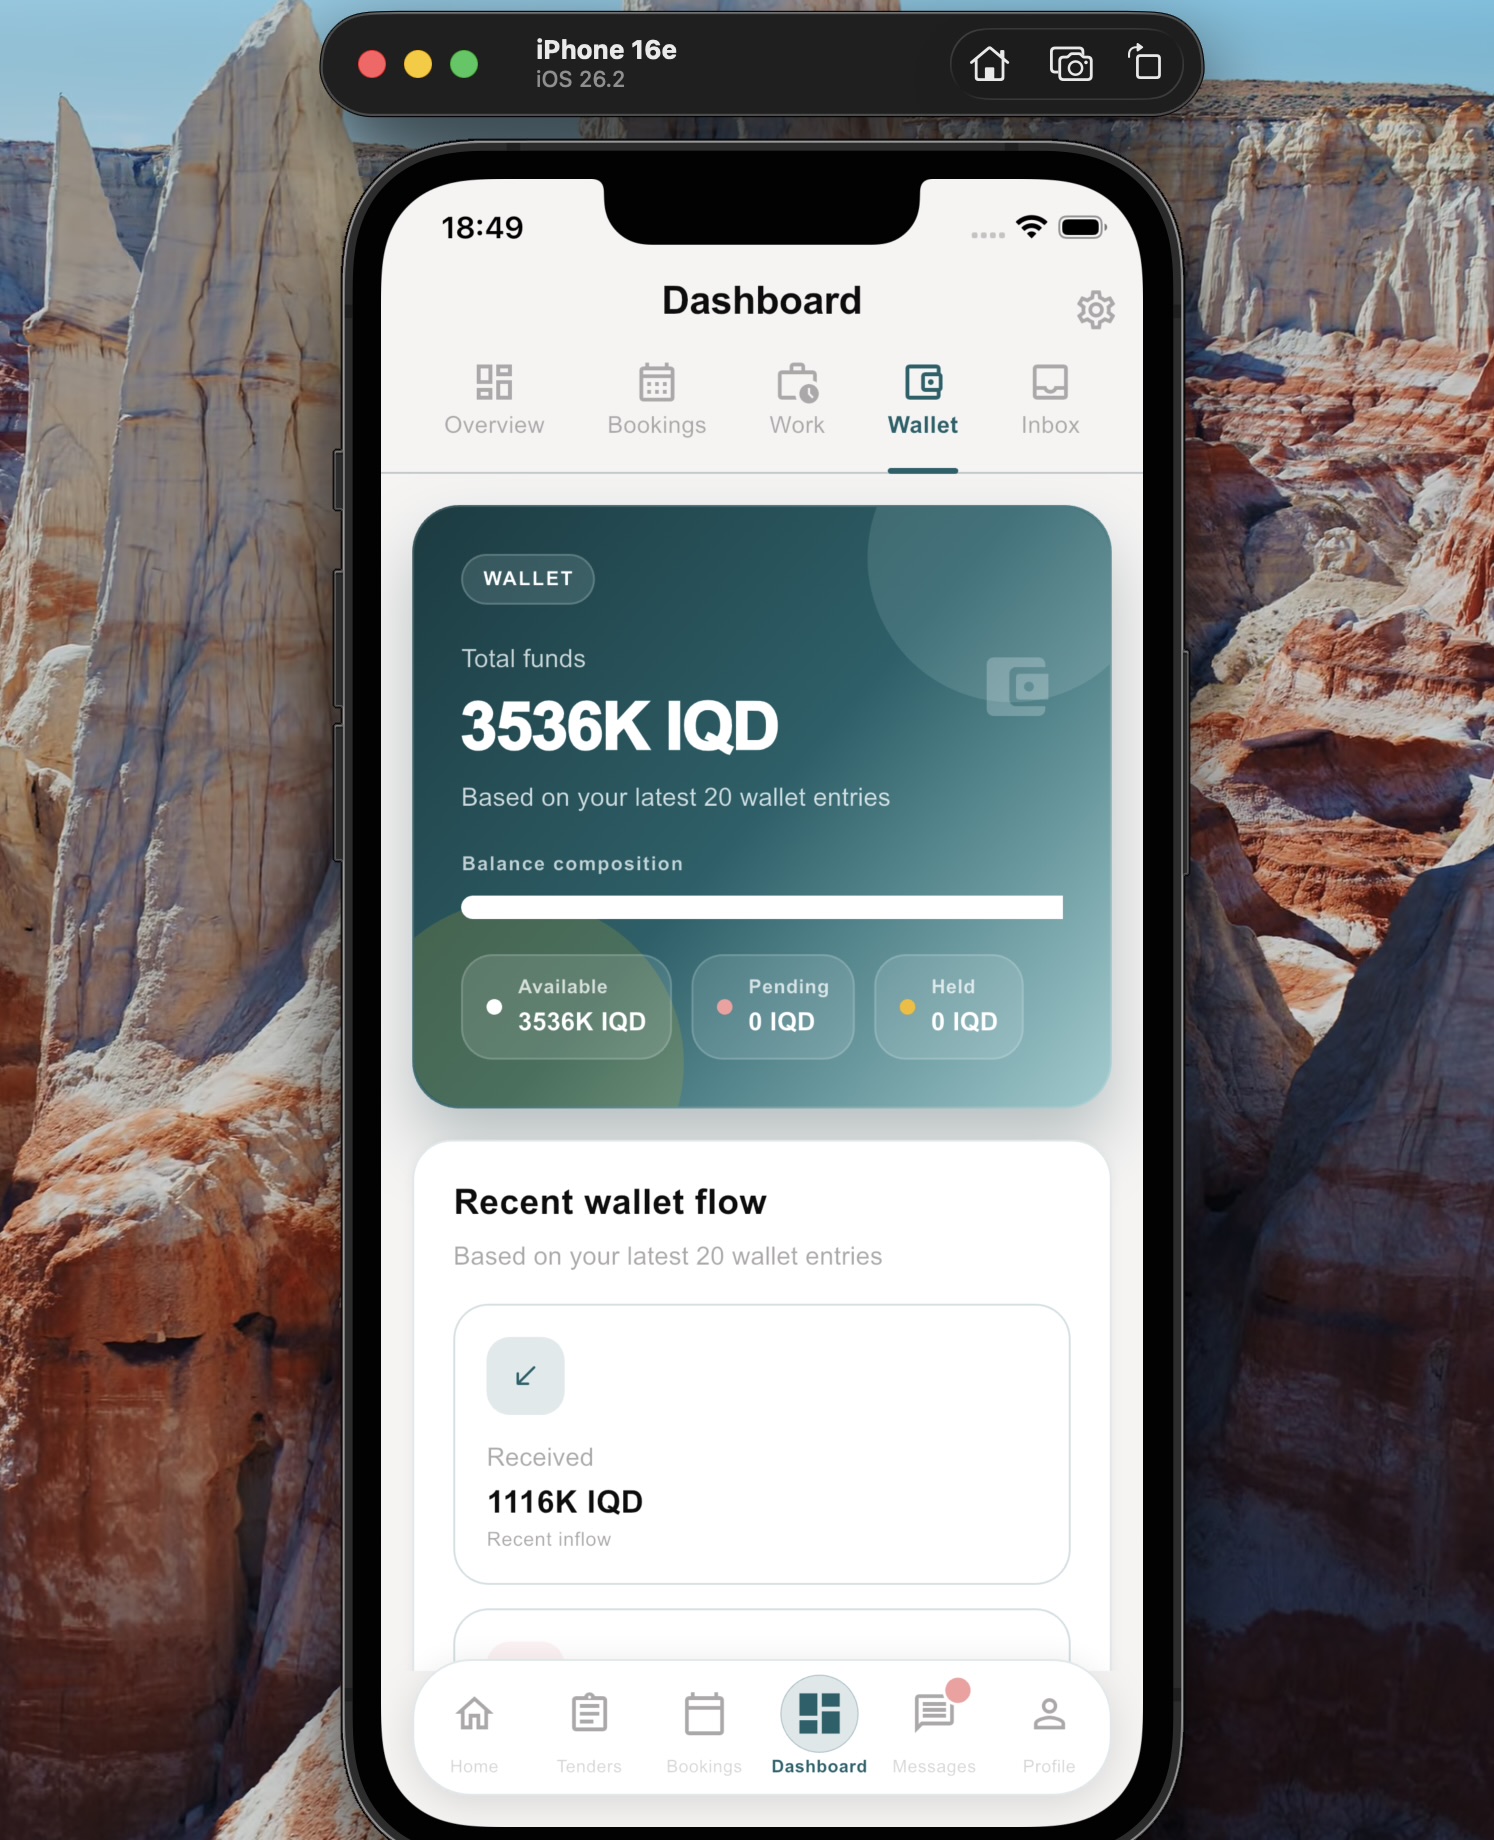 iPhone 16e
iOS 26.2
18:49
Dashboard
Overview
Bookings
Work
Wallet
Inbox
WALLET
Total funds
3536K IQD
Based on your latest 20 wallet entries
Balance composition
Available
3536K IQD
Pending
0 IQD
Held
0 IQD
Recent wallet flow
Based on your latest 20 wallet entries
Received
1116K IQD
Recent inflow
Home
Tenders
Bookings
Dashboard
Messages
Profile